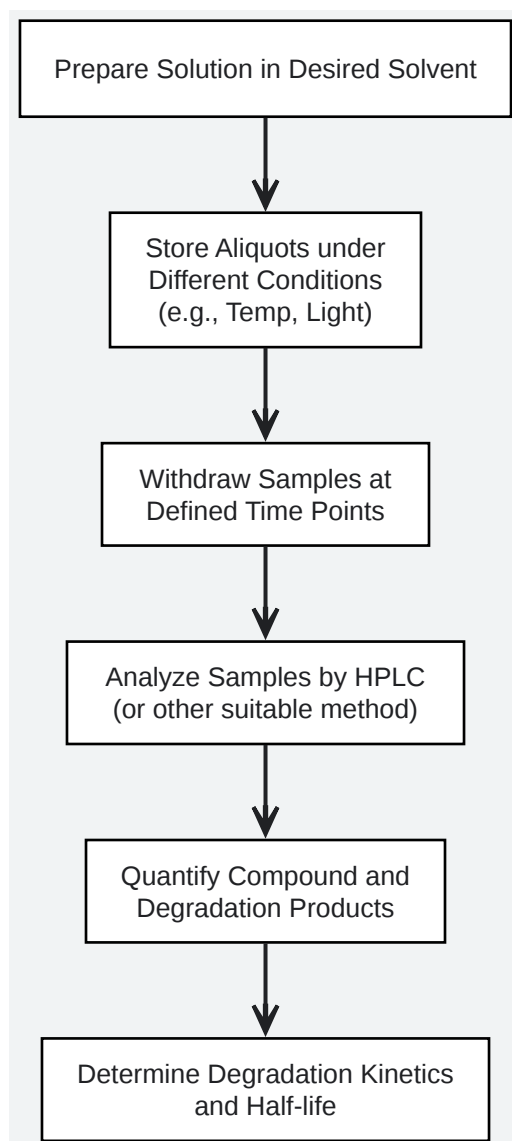 Prepare Solution in Desired Solvent
Store Aliquots under
Different Conditions
(e.g., Temp, Light)
Withdraw Samples at
Defined Time Points
Analyze Samples by HPLC
(or other suitable method)
Quantify Compound and
Degradation Products
Determine Degradation Kinetics
and Half-life